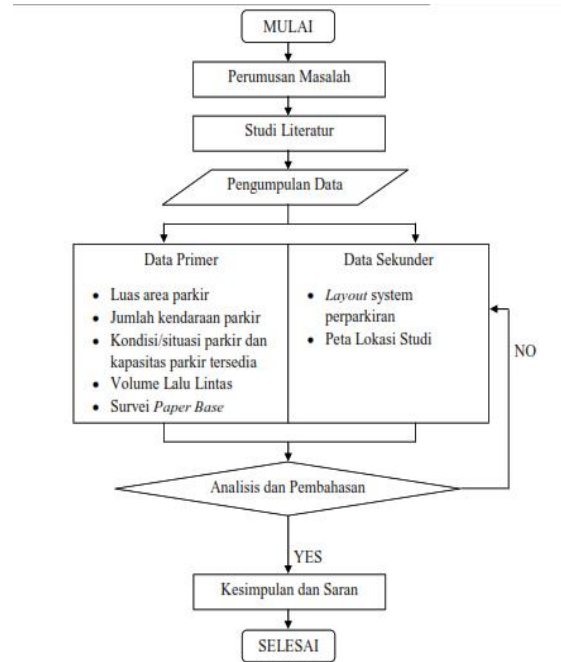 MULAI
Perumusan Masalah
Studi Literatur
Pengumpulan Data
Data Primer
• Luas area parkir
• Jumlah kendaraan parkir
• Kondisi/situasi parkir dan
kapasitas parkir tersedia
• Volume Lalu Lintas
• Survei Paper Base
Data Sekunder
• Layout system
perparkiran
• Peta Lokasi Studi
NO
Analisis dan Pembahasan
YES
Kesimpulan dan Saran
SELESAI